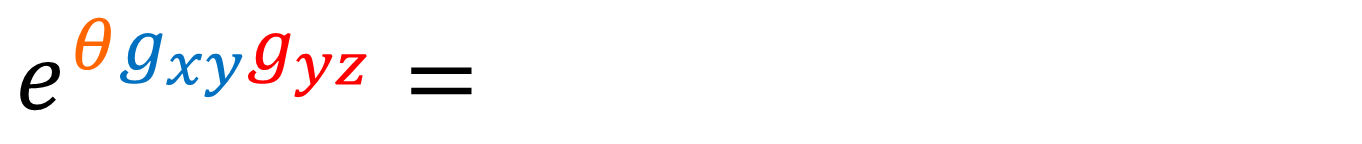 e^{θ g_{xy} g_{yz}} =